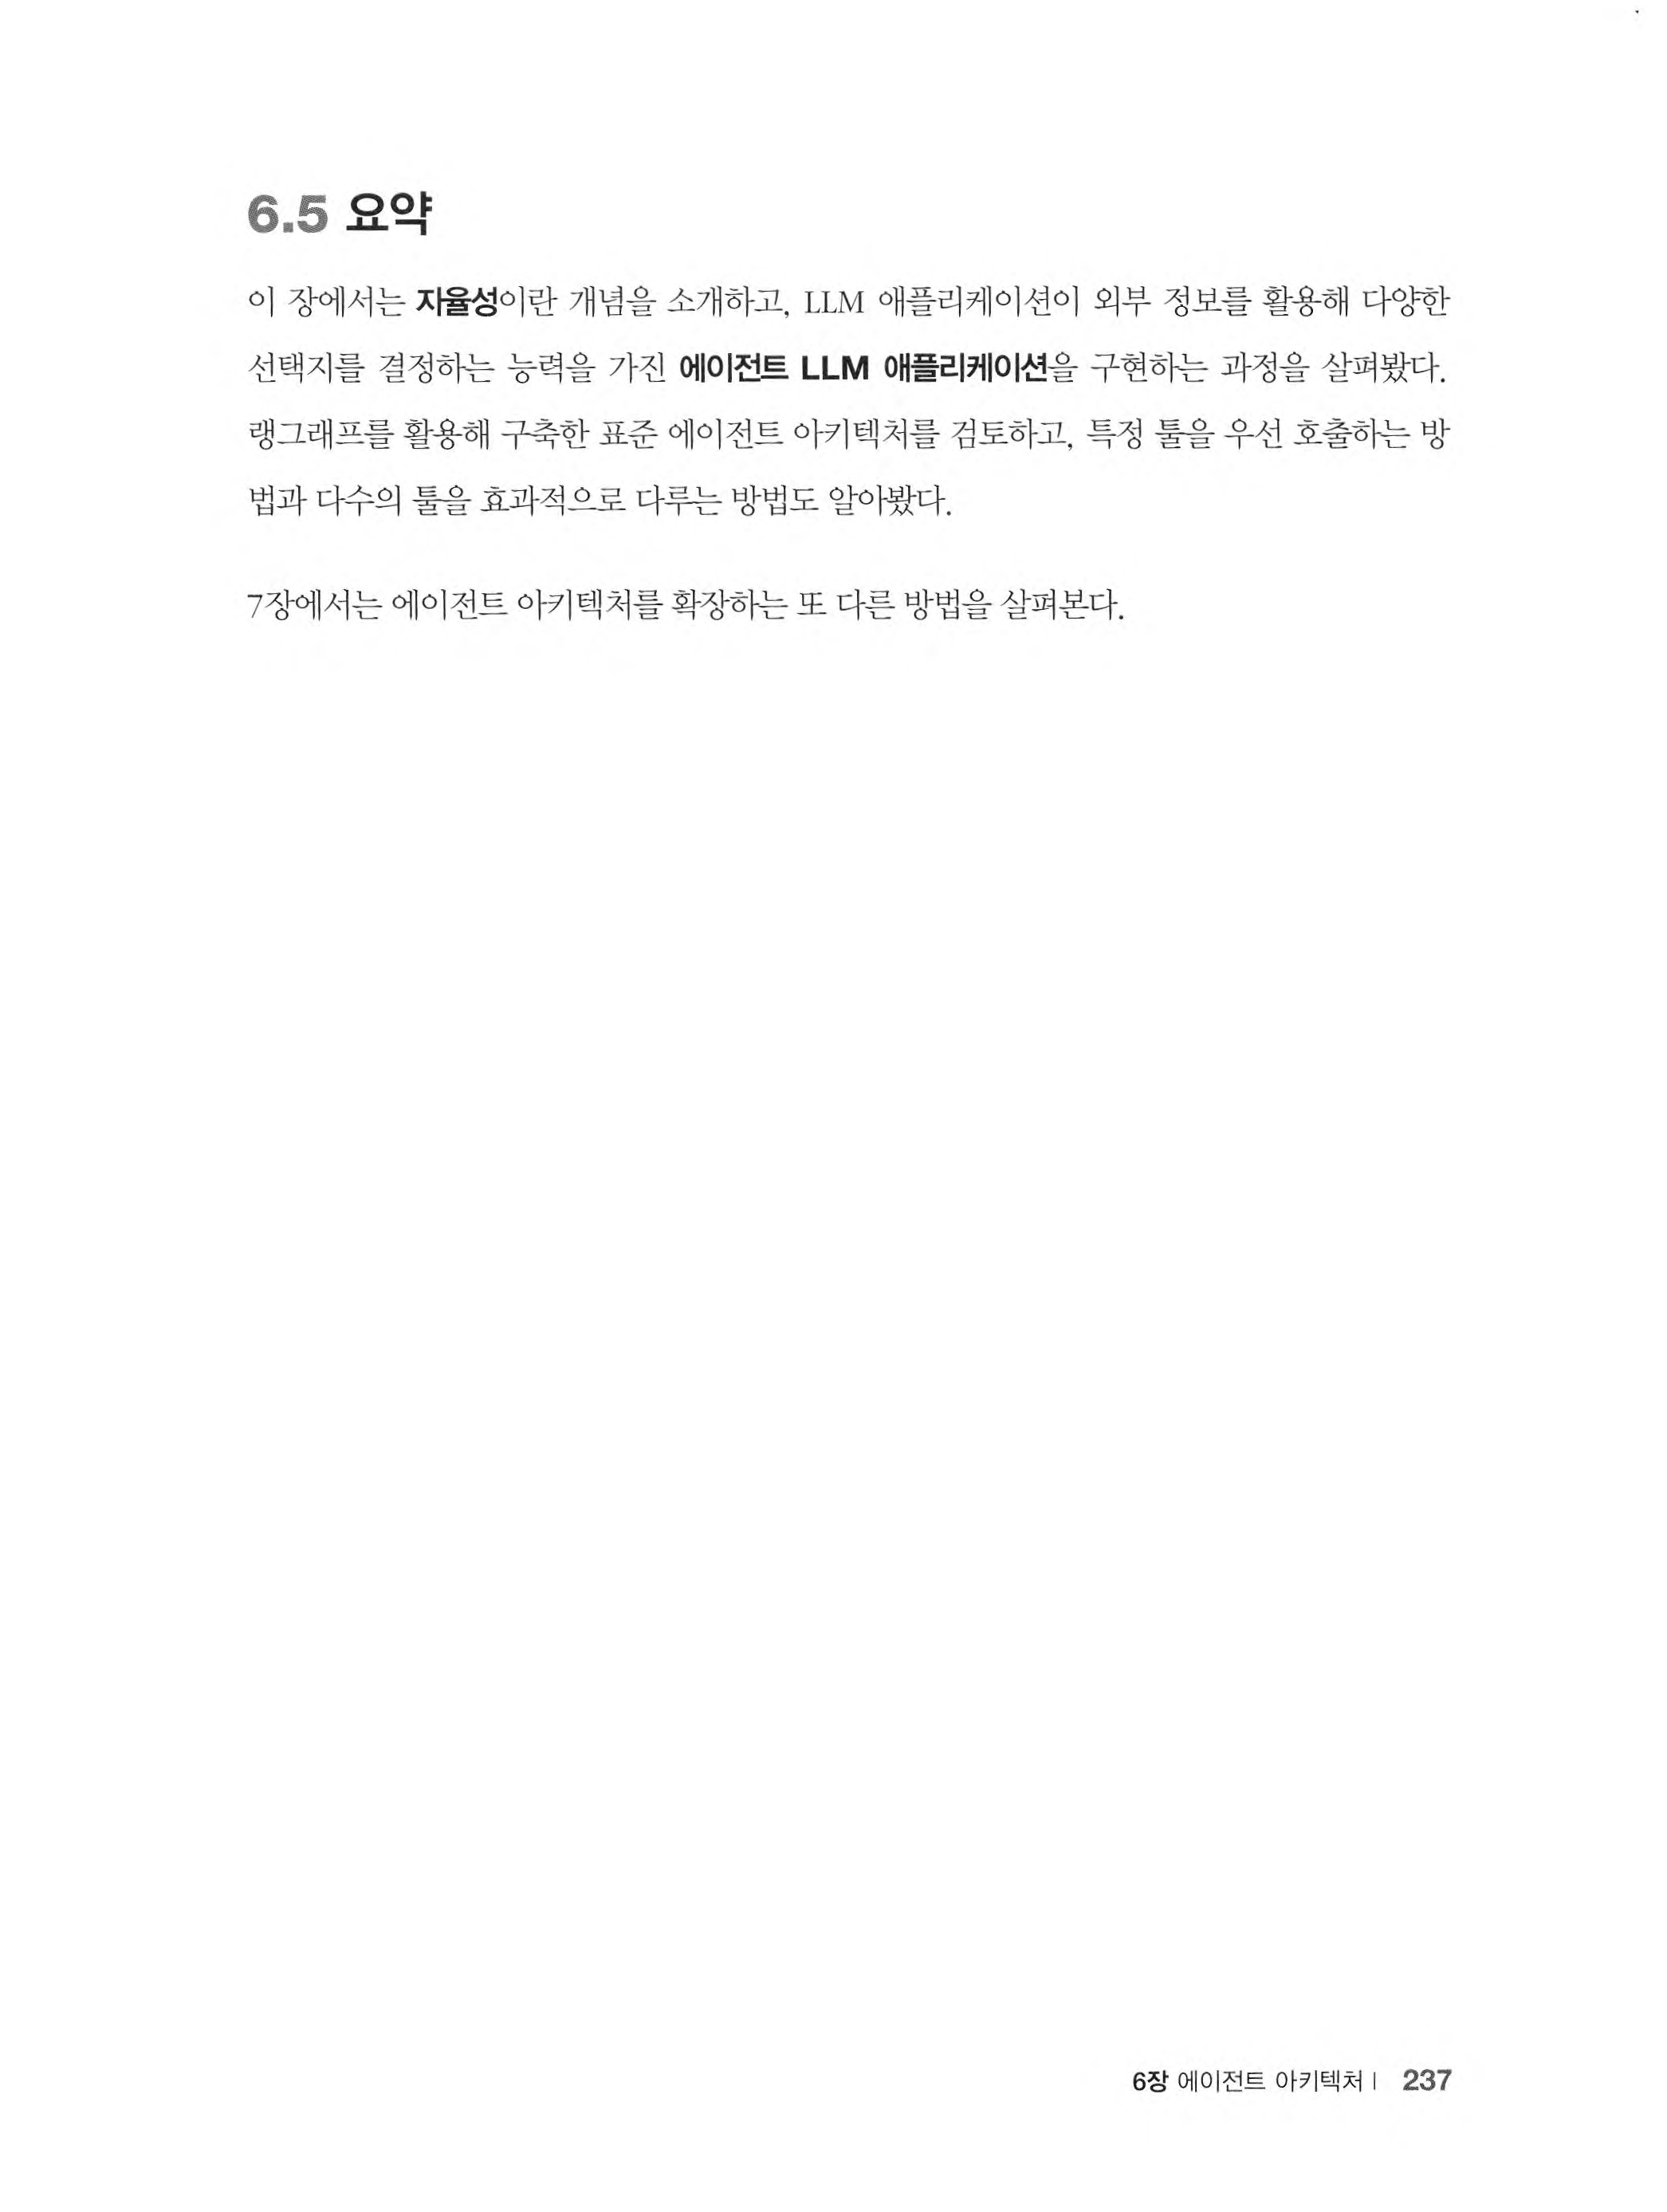 6.5 요약
이 장에서는 자율성이란 개념을 소개하고, LLM 애플리케이션이 외부 정보를 활용해 다양한
선택지를 결정하는 능력을 가진 에이전트 LLM 애플리케이션을 구현하는 과정을 살펴봤다.
랭그래프를 활용해 구축한 표준 에이전트 아키텍처를 검토하고, 특정 툴을 우선 호출하는 방
법과 다수의 툴을 효과적으로 다루는 방법도 알아봤다.
7장에서는 에이전트 아키텍처를 확장하는 또 다른 방법을 살펴본다.
6장 에이전트 아키텍처 | 237